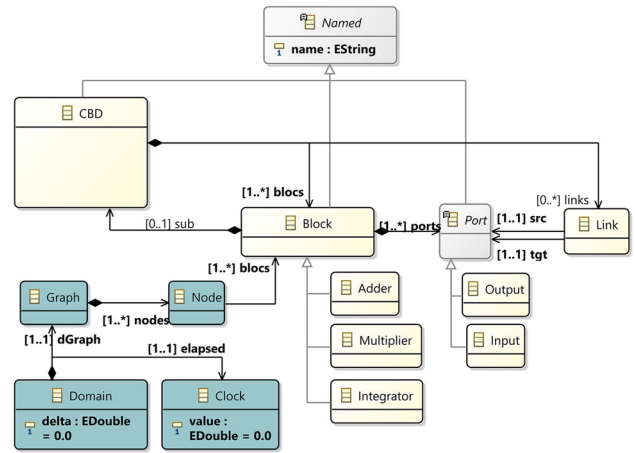 Named
name : EString
CBD
[1..*] blocs
[0..*] links
[0..1] sub
Block
[1..*] ports
Port
[1..1] src
[1..1] tgt
Link
[1..*] blocs
Graph
[1..*] nodes
Node
Adder
Output
[1..1] dGraph
[1..1] elapsed
Multiplier
Input
Domain
delta : EDouble
= 0.0
Clock
value :
EDouble = 0.0
Integrator